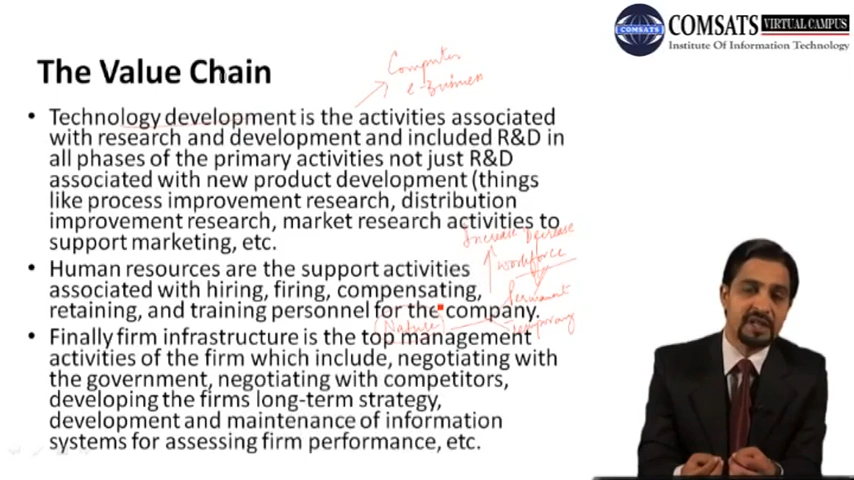 COMSATS VIRTUAL CAMPUS
Institute Of Information Technology
The Value Chain
Computer
e-Business
• Technology development is the activities associated
with research and development and included R&D in
all phases of the primary activities not just R&D
associated with new product development (things
like process improvement research, distribution
improvement research, market research activities to
support marketing, etc.
Increase Decrease
workforce
• Human resources are the support activities
associated with hiring, firing, compensating,
Permanent
retaining, and training personnel for the company.
Nature
Temporary
• Finally firm infrastructure is the top management
activities of the firm which include, negotiating with
the government, negotiating with competitors,
developing the firms long-term strategy,
development and maintenance of information
systems for assessing firm performance, etc.